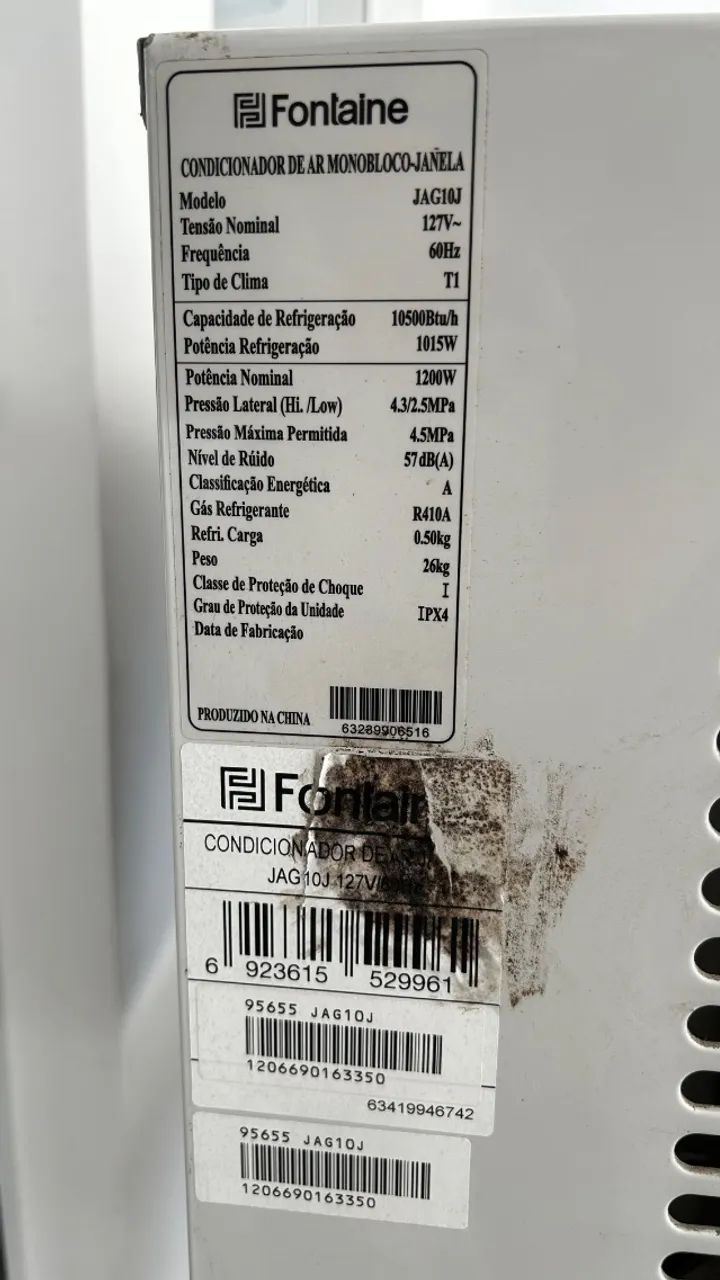 Fontaine
CONDICIONADOR DE AR MONOBLOCO-JAÑELA
Modelo JAG10J
Tensão Nominal 127V~
Frequência 60Hz
Tipo de Clima T1
Capacidade de Refrigeração 10500Btu/h
Potência Refrigeração 1015W
Potência Nominal 1200W
Pressão Lateral (Hi. /Low) 4.3/2.5MPa
Pressão Máxima Permitida 4.5MPa
Nível de Rúido 57dB(A)
Classificação Energética A
Gás Refrigerante R410A
Refri. Carga 0.50kg
Peso 26kg
Classe de Proteção de Choque I
Grau de Proteção da Unidade IPX4
Data de Fabricação
PRODUZIDO NA CHINA
63289906516
Fontain
CONDICIONADOR DE
JAG10J 127V/
6 923615 529961
95655 JAG10J
1206690163350
63419946742
95655 JAG10J
1206690163350